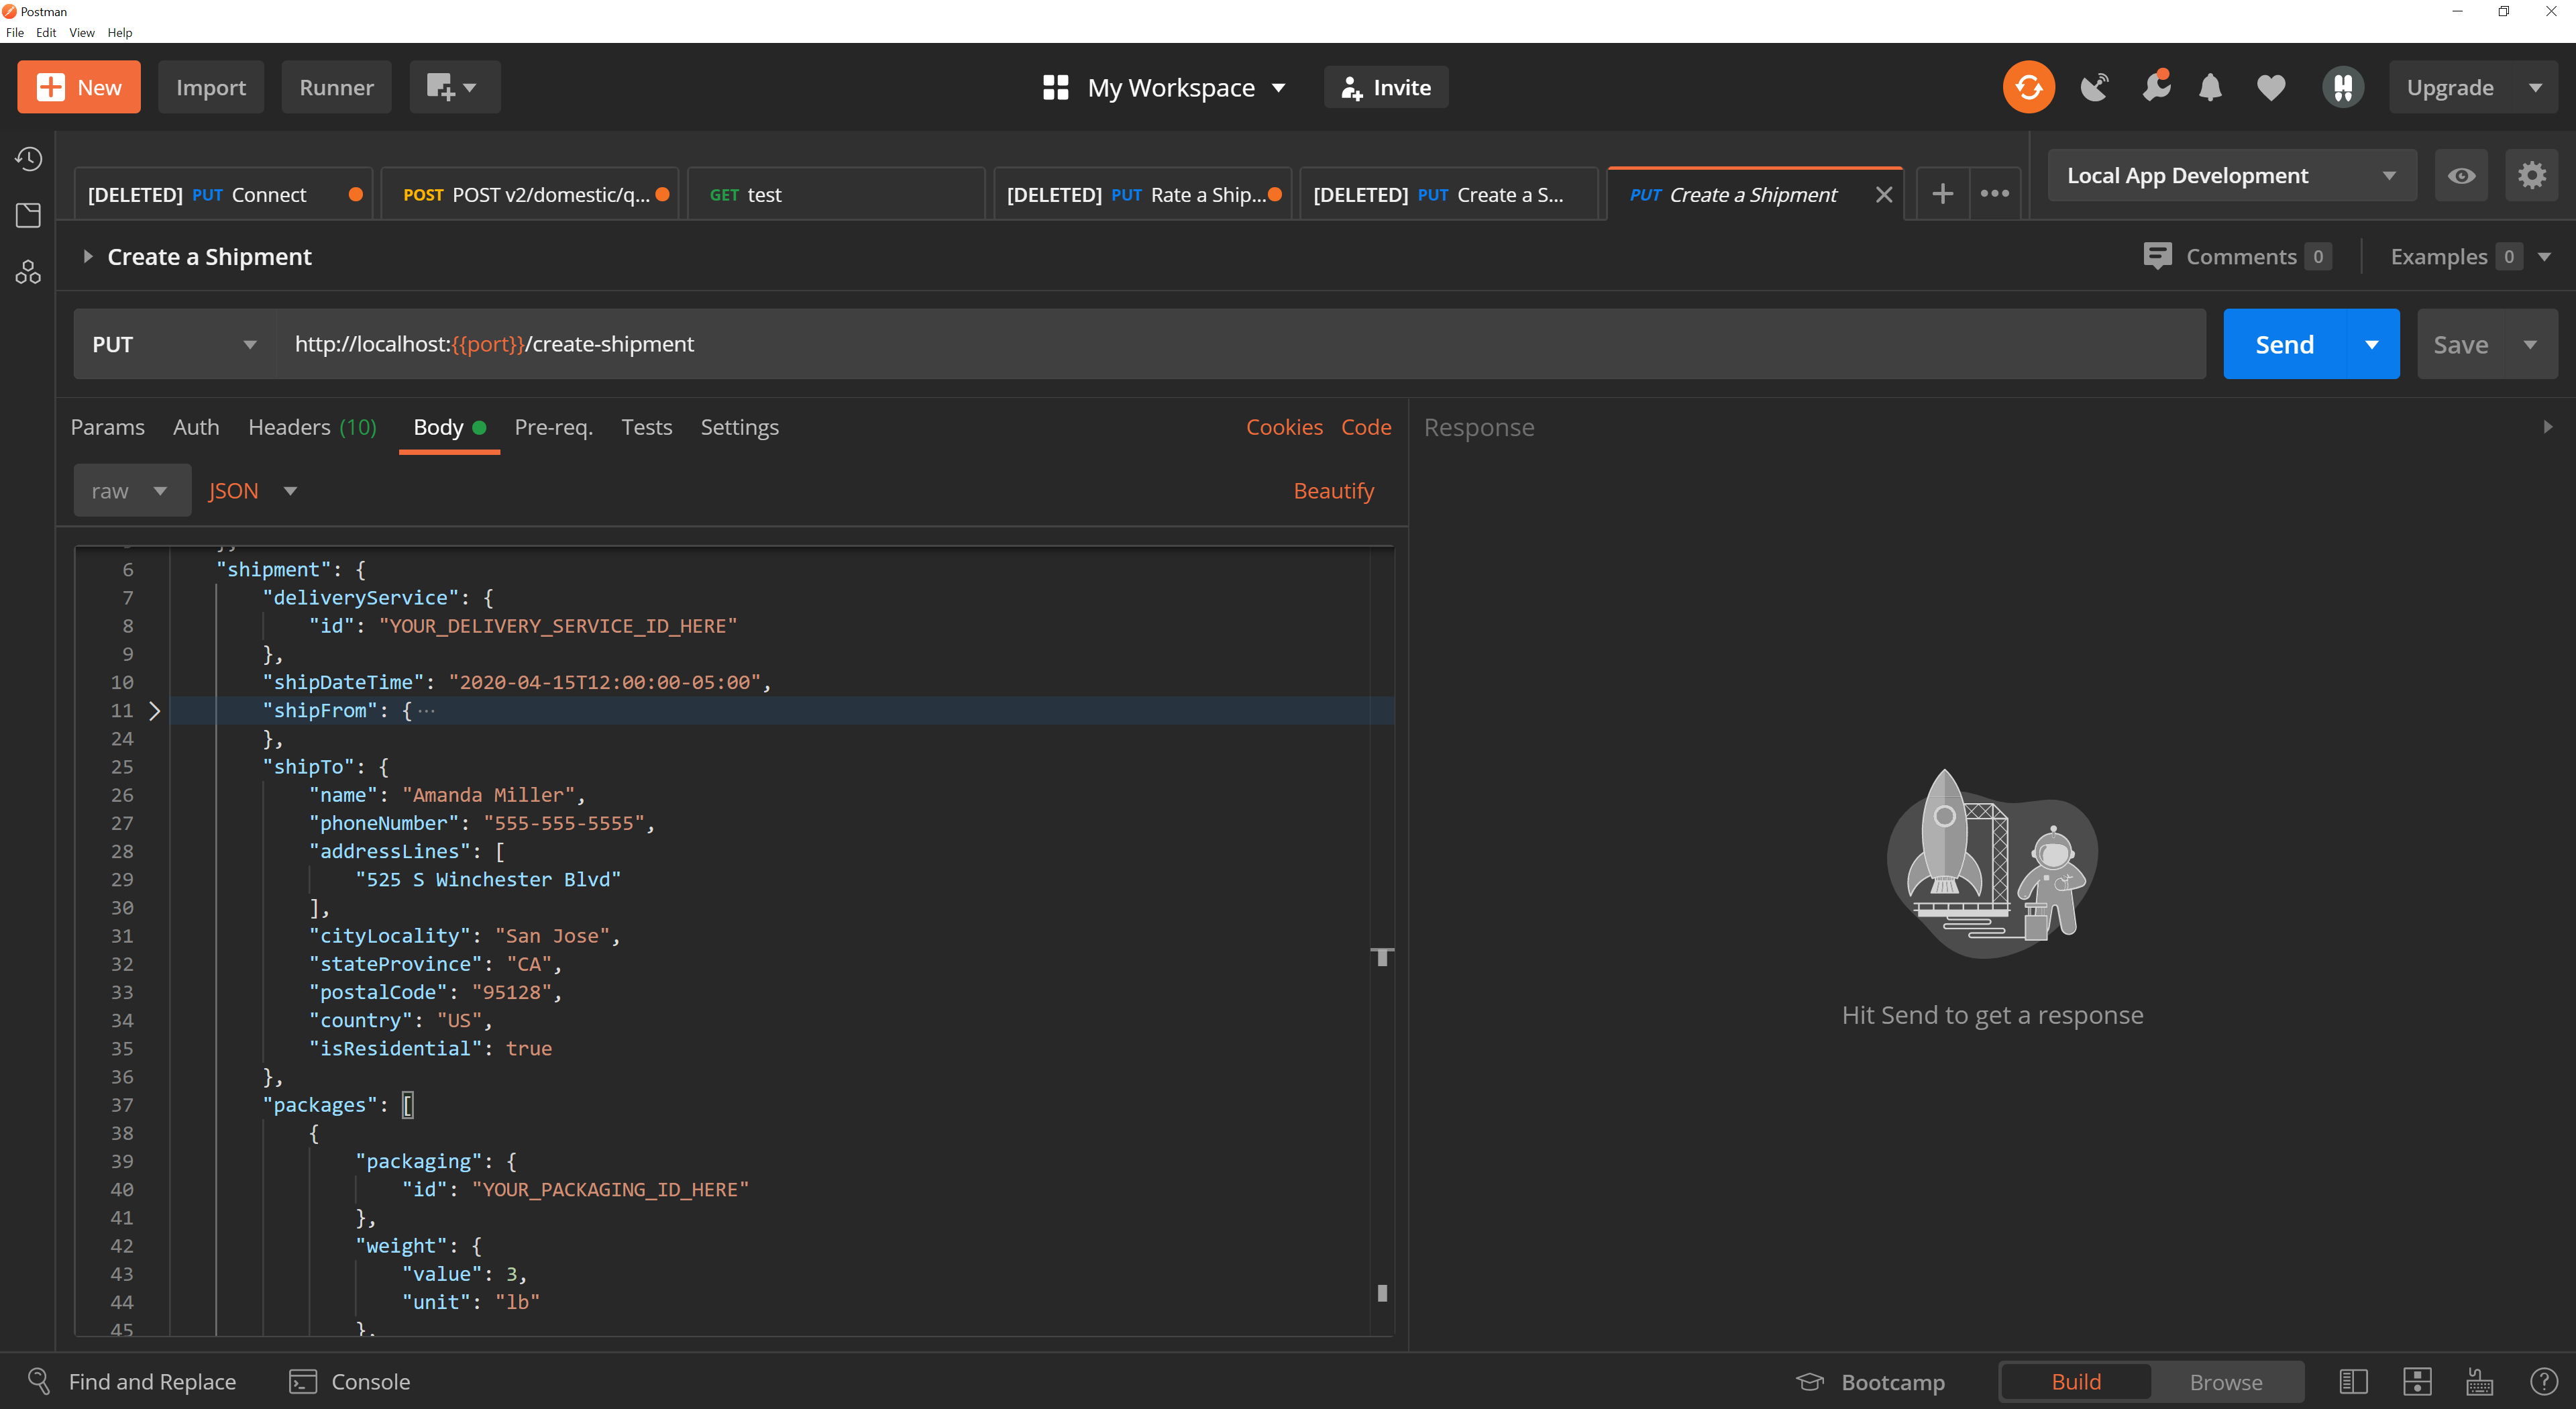 Postman
File Edit View Help
New Import Runner My Workspace Invite Upgrade
[DELETED] PUT Connect POST POST v2/domestic/q... GET test [DELETED] PUT Rate a Ship... [DELETED] PUT Create a S... PUT Create a Shipment Local App Development
Create a Shipment Comments 0 Examples 0
PUT http://localhost:{{port}}/create-shipment Send Save
Params Auth Headers (10) Body Pre-req. Tests Settings Cookies Code Response
raw JSON Beautify
6 "shipment": {
7 "deliveryService": {
8 "id": "YOUR_DELIVERY_SERVICE_ID_HERE"
9 },
10 "shipDateTime": "2020-04-15T12:00:00-05:00",
11 "shipFrom": { ...
24 },
25 "shipTo": {
26 "name": "Amanda Miller",
27 "phoneNumber": "555-555-5555",
28 "addressLines": [
29 "525 S Winchester Blvd"
30 ],
31 "cityLocality": "San Jose",
32 "stateProvince": "CA",
33 "postalCode": "95128",
34 "country": "US",
35 "isResidential": true
36 },
37 "packages": [
38 {
39 "packaging": {
40 "id": "YOUR_PACKAGING_ID_HERE"
41 },
42 "weight": {
43 "value": 3,
44 "unit": "lb"
45 },
Hit Send to get a response
Find and Replace Console Bootcamp Build Browse